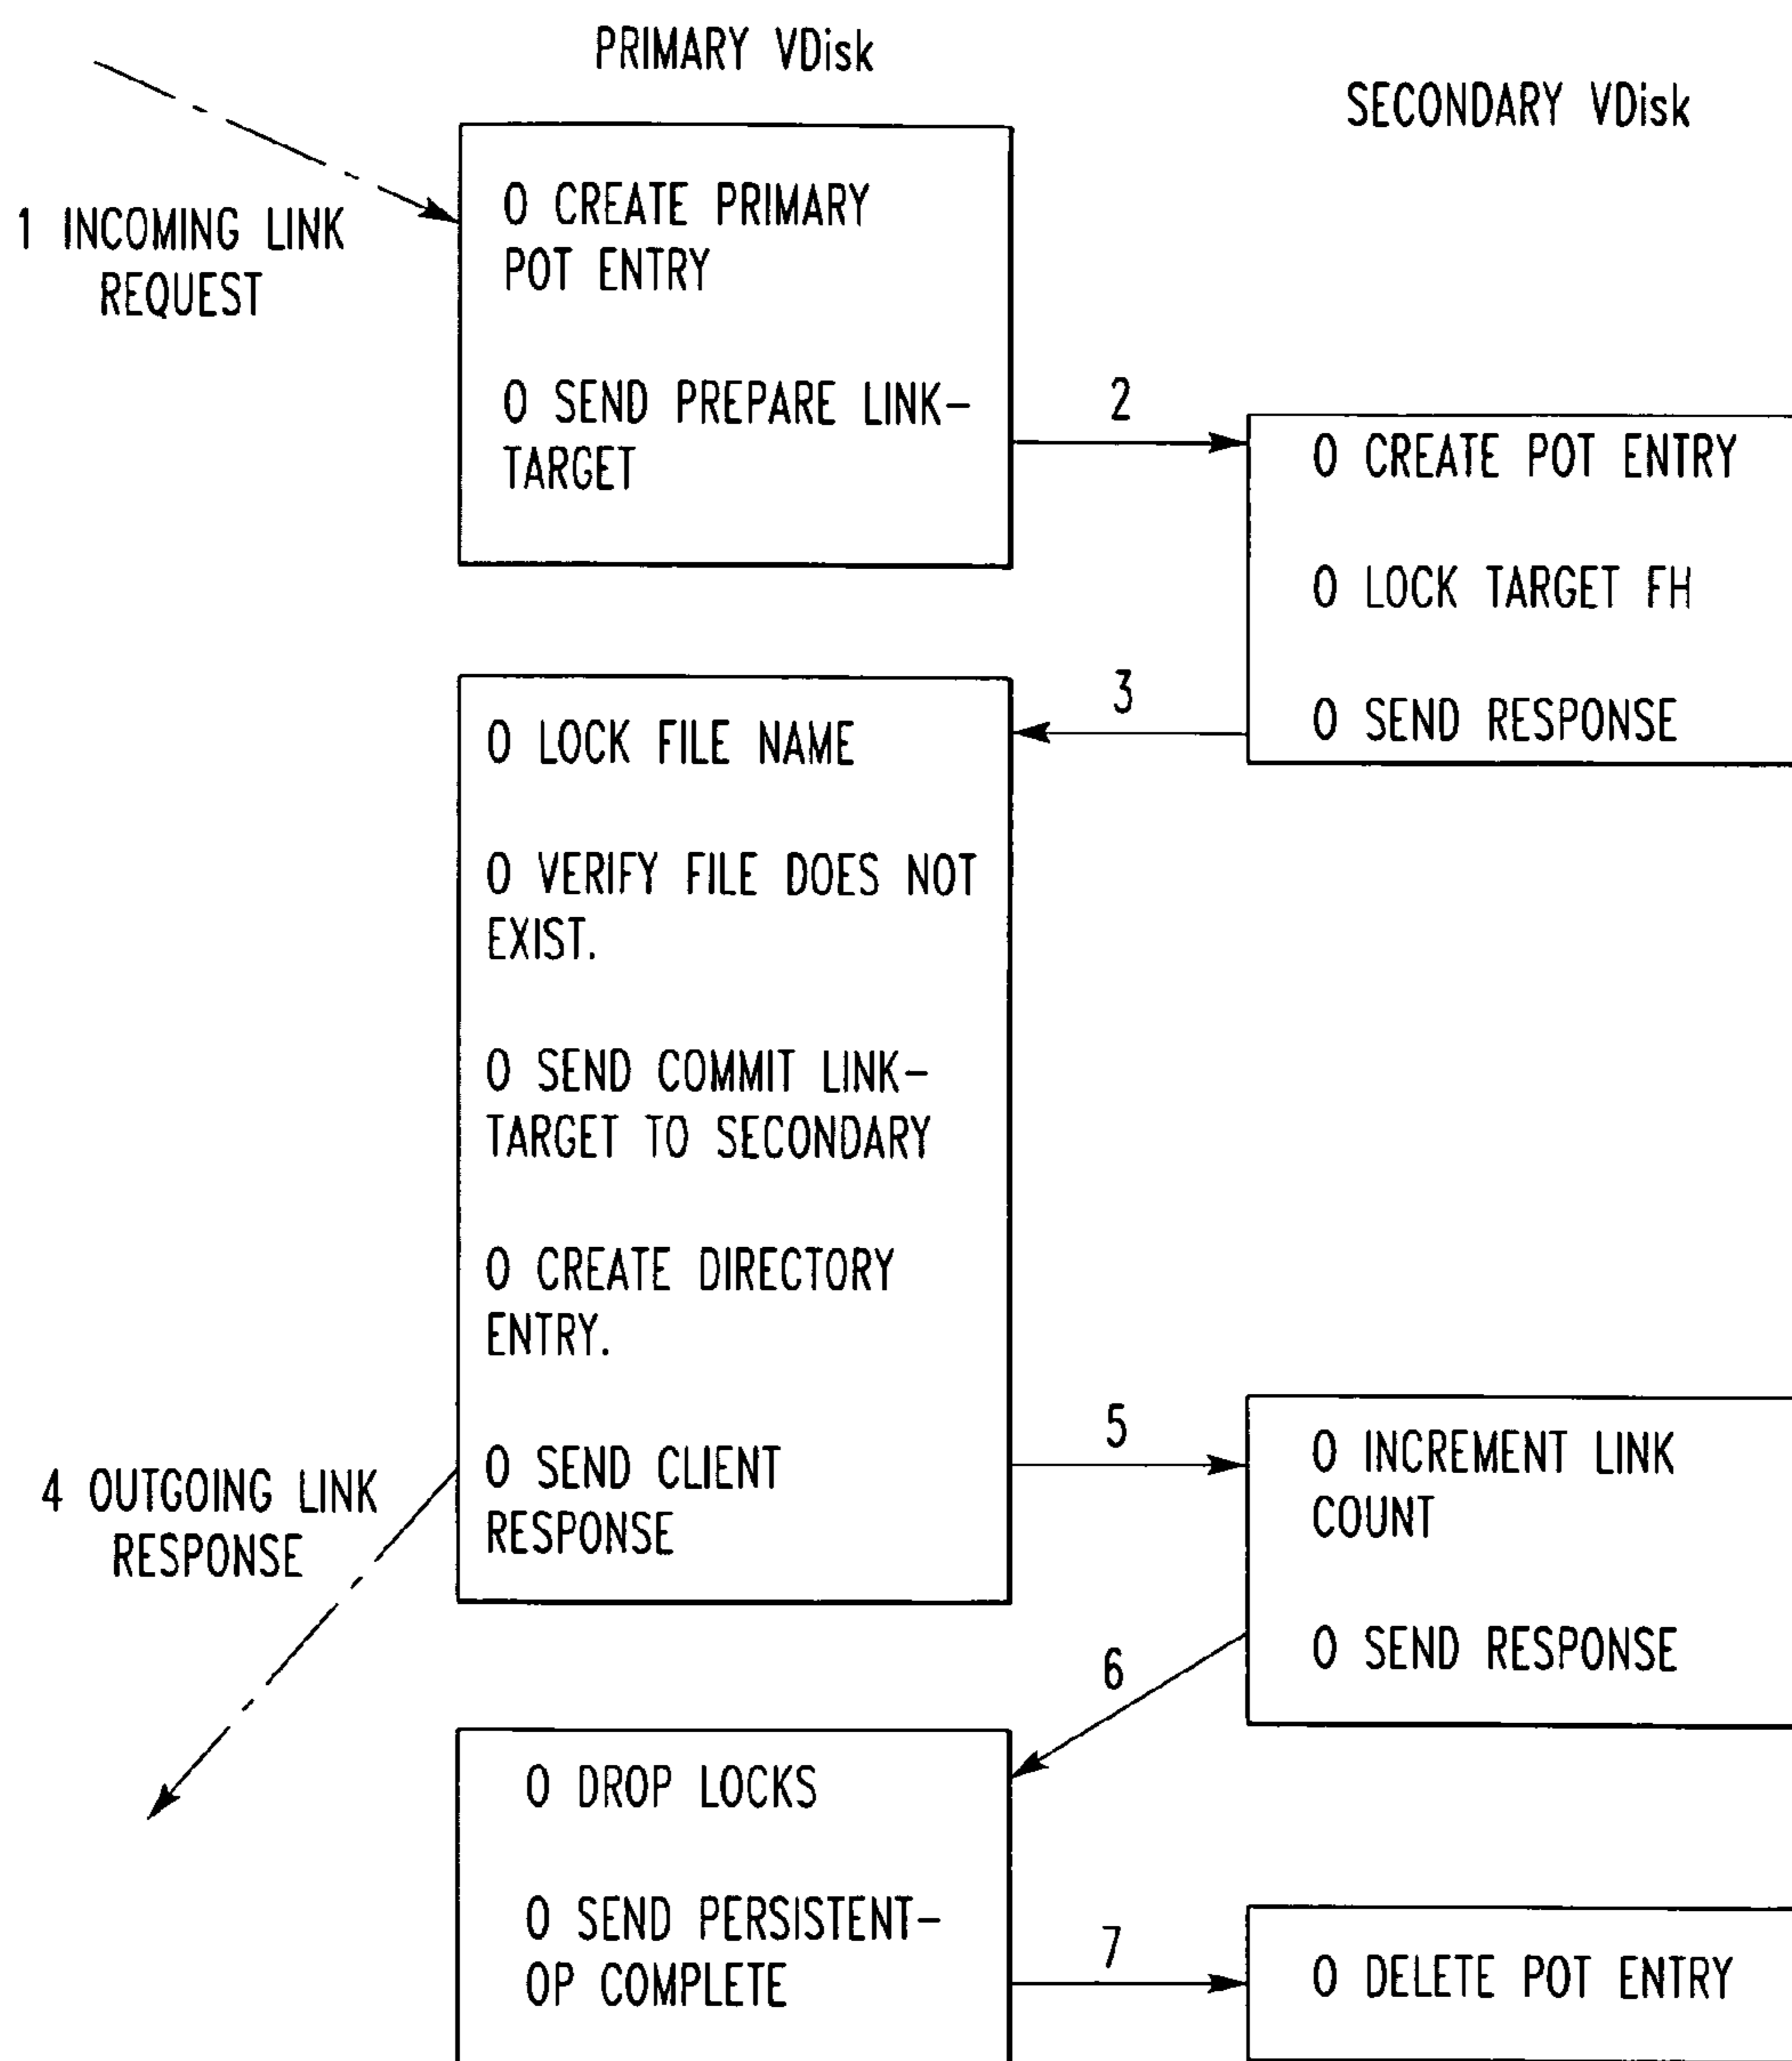 PRIMARY VDisk
SECONDARY VDisk
1 INCOMING LINK
REQUEST
O CREATE PRIMARY
POT ENTRY
O SEND PREPARE LINK-
TARGET
2
O CREATE POT ENTRY
O LOCK TARGET FH
O SEND RESPONSE
3
O LOCK FILE NAME
O VERIFY FILE DOES NOT
EXIST.
O SEND COMMIT LINK-
TARGET TO SECONDARY
O CREATE DIRECTORY
ENTRY.
O SEND CLIENT
RESPONSE
4 OUTGOING LINK
RESPONSE
5
O INCREMENT LINK
COUNT
O SEND RESPONSE
6
O DROP LOCKS
O SEND PERSISTENT-
OP COMPLETE
7
O DELETE POT ENTRY